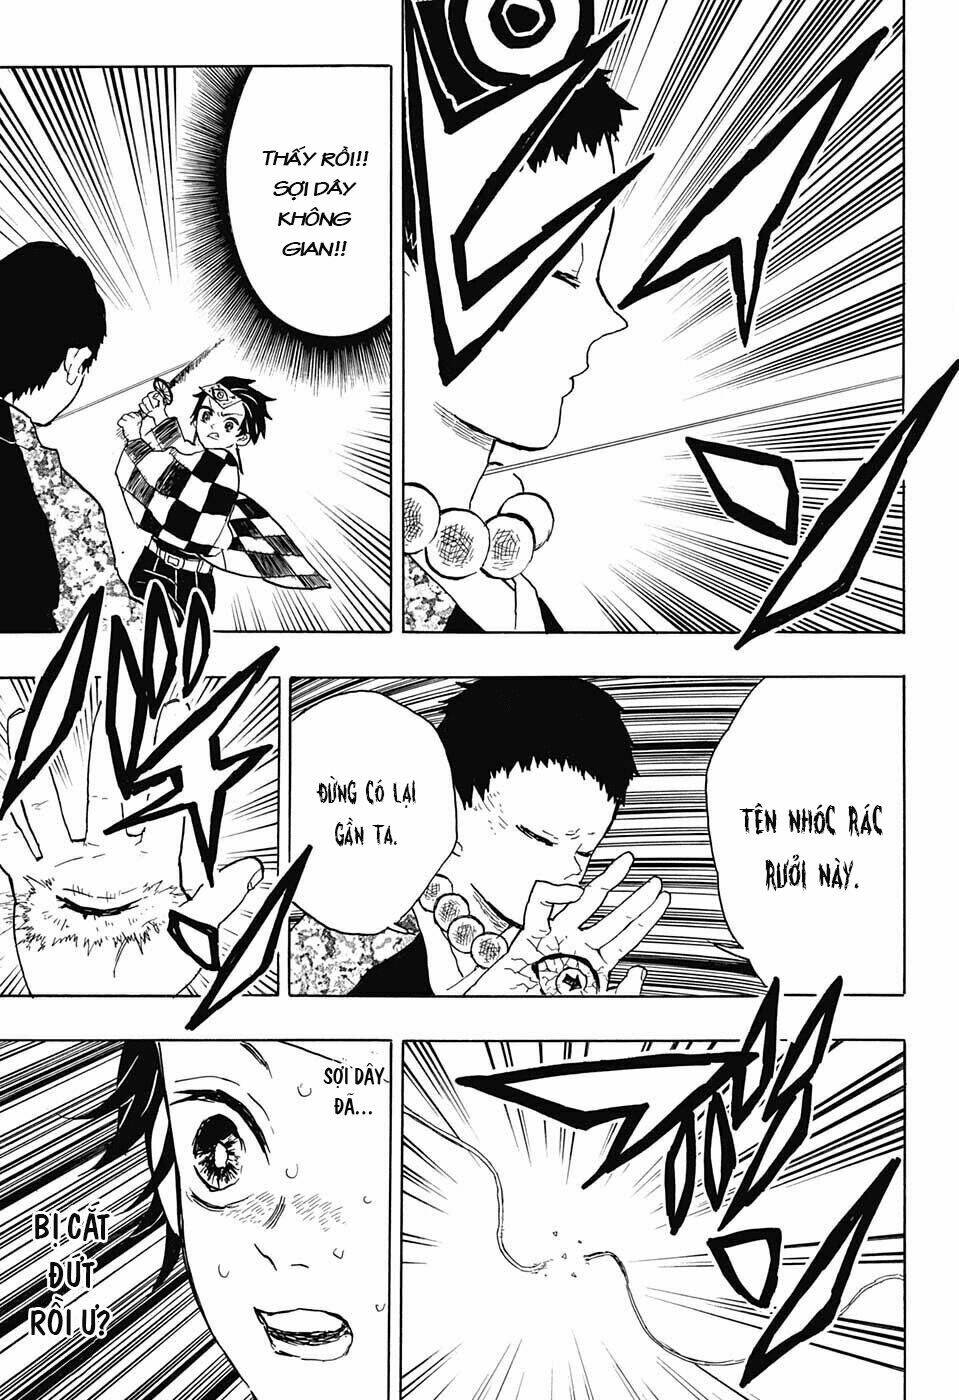 THẤY RỒI!!
SỢI DÂY
KHÔNG
GIAN!!
TÊN NHÓC RÁC
RƯỞI NÀY.
ĐỪNG CÓ LẠI
GẦN TA.
SỢI DÂY
ĐÃ...
BỊ CẮT
ĐỨT
RỒI Ư?